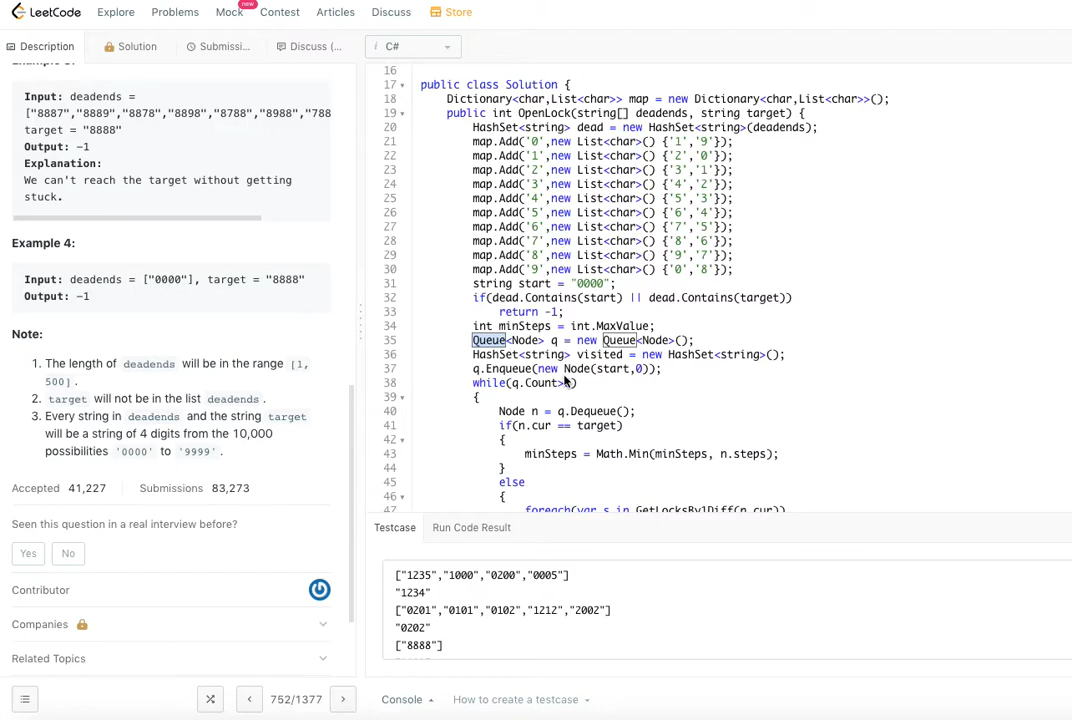 LeetCode Explore Problems Mock new Contest Articles Discuss Store
Description Solution Submissi... Discuss (...
C#
Input: deadends =
["8887","8889","8878","8898","8788","8988","788
target = "8888"
Output: -1
Explanation:
We can't reach the target without getting
stuck.
Example 4:
Input: deadends = ["0000"], target = "8888"
Output: -1
Note:
1. The length of deadends will be in the range [1,
500].
2. target will not be in the list deadends.
3. Every string in deadends and the string target
will be a string of 4 digits from the 10,000
possibilities '0000' to '9999'.
Accepted 41,227 Submissions 83,273
Seen this question in a real interview before?
Yes No
Contributor
Companies
Related Topics
752/1377
16
17 public class Solution {
18 Dictionary<char,List<char>> map = new Dictionary<char,List<char>>();
19 public int OpenLock(string[] deadends, string target) {
20 HashSet<string> dead = new HashSet<string>(deadends);
21 map.Add('0',new List<char>() {'1','9'});
22 map.Add('1',new List<char>() {'2','0'});
23 map.Add('2',new List<char>() {'3','1'});
24 map.Add('3',new List<char>() {'4','2'});
25 map.Add('4',new List<char>() {'5','3'});
26 map.Add('5',new List<char>() {'6','4'});
27 map.Add('6',new List<char>() {'7','5'});
28 map.Add('7',new List<char>() {'8','6'});
29 map.Add('8',new List<char>() {'9','7'});
30 map.Add('9',new List<char>() {'0','8'});
31 string start = "0000";
32 if(dead.Contains(start) || dead.Contains(target))
33 return -1;
34 int minSteps = int.MaxValue;
35 Queue<Node> q = new Queue<Node>();
36 HashSet<string> visited = new HashSet<string>();
37 q.Enqueue(new Node(start,0));
38 while(q.Count> )
39 {
40 Node n = q.Dequeue();
41 if(n.cur == target)
42 {
43 minSteps = Math.Min(minSteps, n.steps);
44 }
45 else
46 {
47 foreach(var s in GetLocksBy1Diff(n.cur))
Testcase Run Code Result
["1235","1000","0200","0005"]
"1234"
["0201","0101","0102","1212","2002"]
"0202"
["8888"]
Console How to create a testcase